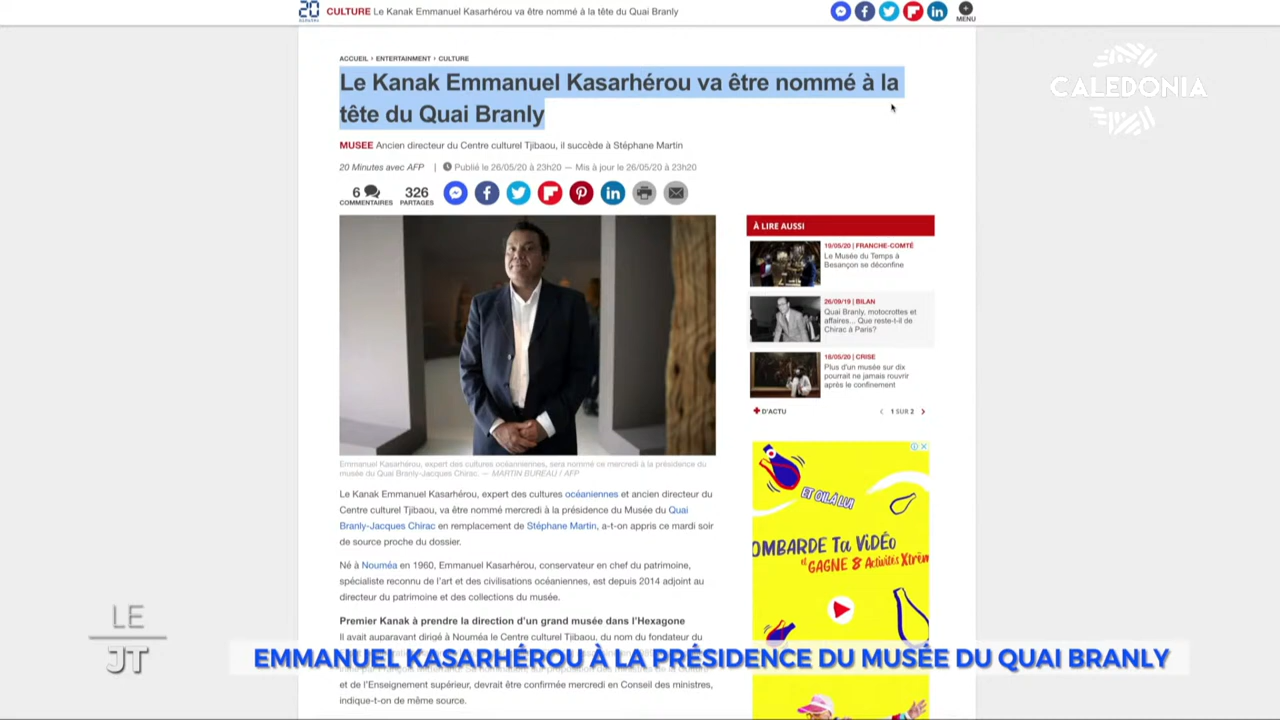 20
MINUTES
CULTURE Le Kanak Emmanuel Kasarhérou va être nommé à la tête du Quai Branly
MENU
CALEDONIA
ACCUEIL › ENTERTAINMENT › CULTURE
Le Kanak Emmanuel Kasarhérou va être nommé à la
tête du Quai Branly
MUSEE Ancien directeur du Centre culturel Tjibaou, il succède à Stéphane Martin
20 Minutes avec AFP | Publié le 26/05/20 à 23h20 — Mis à jour le 26/05/20 à 23h20
6
COMMENTAIRES
326
PARTAGES
À LIRE AUSSI
19/05/20 | FRANCHE-COMTÉ
Le Musée du Temps à
Besançon se déconfine
26/09/19 | BILAN
Quai Branly, motocrottes et
affaires... Que reste-t-il de
Chirac à Paris?
18/05/20 | CRISE
Plus d'un musée sur dix
pourrait ne jamais rouvrir
après le confinement
+ D'ACTU
1 SUR 2
Emmanuel Kasarhérou, expert des cultures océaniennes, sera nommé ce mercredi à la présidence du
musée du Quai Branly-Jacques Chirac. — MARTIN BUREAU / AFP
Le Kanak Emmanuel Kasarhérou, expert des cultures océaniennes et ancien directeur du
Centre culturel Tjibaou, va être nommé mercredi à la présidence du Musée du Quai
Branly-Jacques Chirac en remplacement de Stéphane Martin, a-t-on appris ce mardi soir
de source proche du dossier.
Né à Nouméa en 1960, Emmanuel Kasarhérou, conservateur en chef du patrimoine,
spécialiste reconnu de l'art et des civilisations océaniennes, est depuis 2014 adjoint au
directeur du patrimoine et des collections du musée.
Premier Kanak à prendre la direction d'un grand musée dans l'Hexagone
Il avait auparavant dirigé à Nouméa le Centre culturel Tjibaou, du nom du fondateur du
et de l'Enseignement supérieur, devrait être confirmée mercredi en Conseil des ministres,
indique-t-on de même source.
ET OILÀ LUI
OMBARDE Ta VIDÉO
et GAGNE 8 Activités Xtrêm
LE
JT
EMMANUEL KASARHÉROU À LA PRÉSIDENCE DU MUSÉE DU QUAI BRANLY